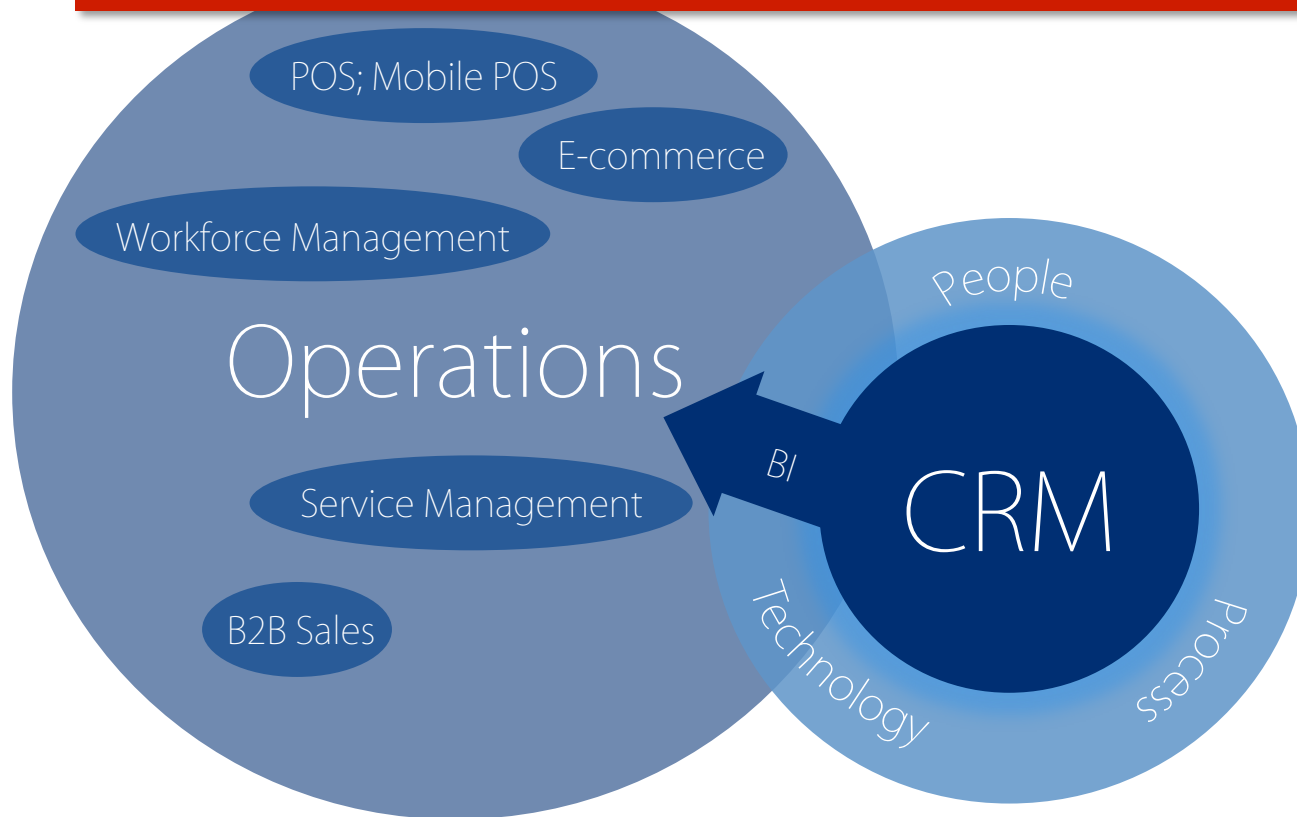 POS; Mobile POS
E-commerce
Workforce Management
Operations
Service Management
B2B Sales
People
BI
CRM
Technology
Process